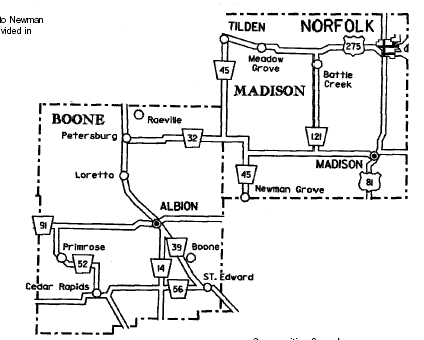 to Newman
vided in
TILDEN
NORFOLK
275
Meadow
Grove
45
Battle
Creek
MADISON
BOONE
Raeville
Petersburg
32
121
MADISON
Loretto
45
81
Newman Grove
ALBION
91
39
Boone
Primrose
52
14
ST. Edward
Cedar Rapids
56